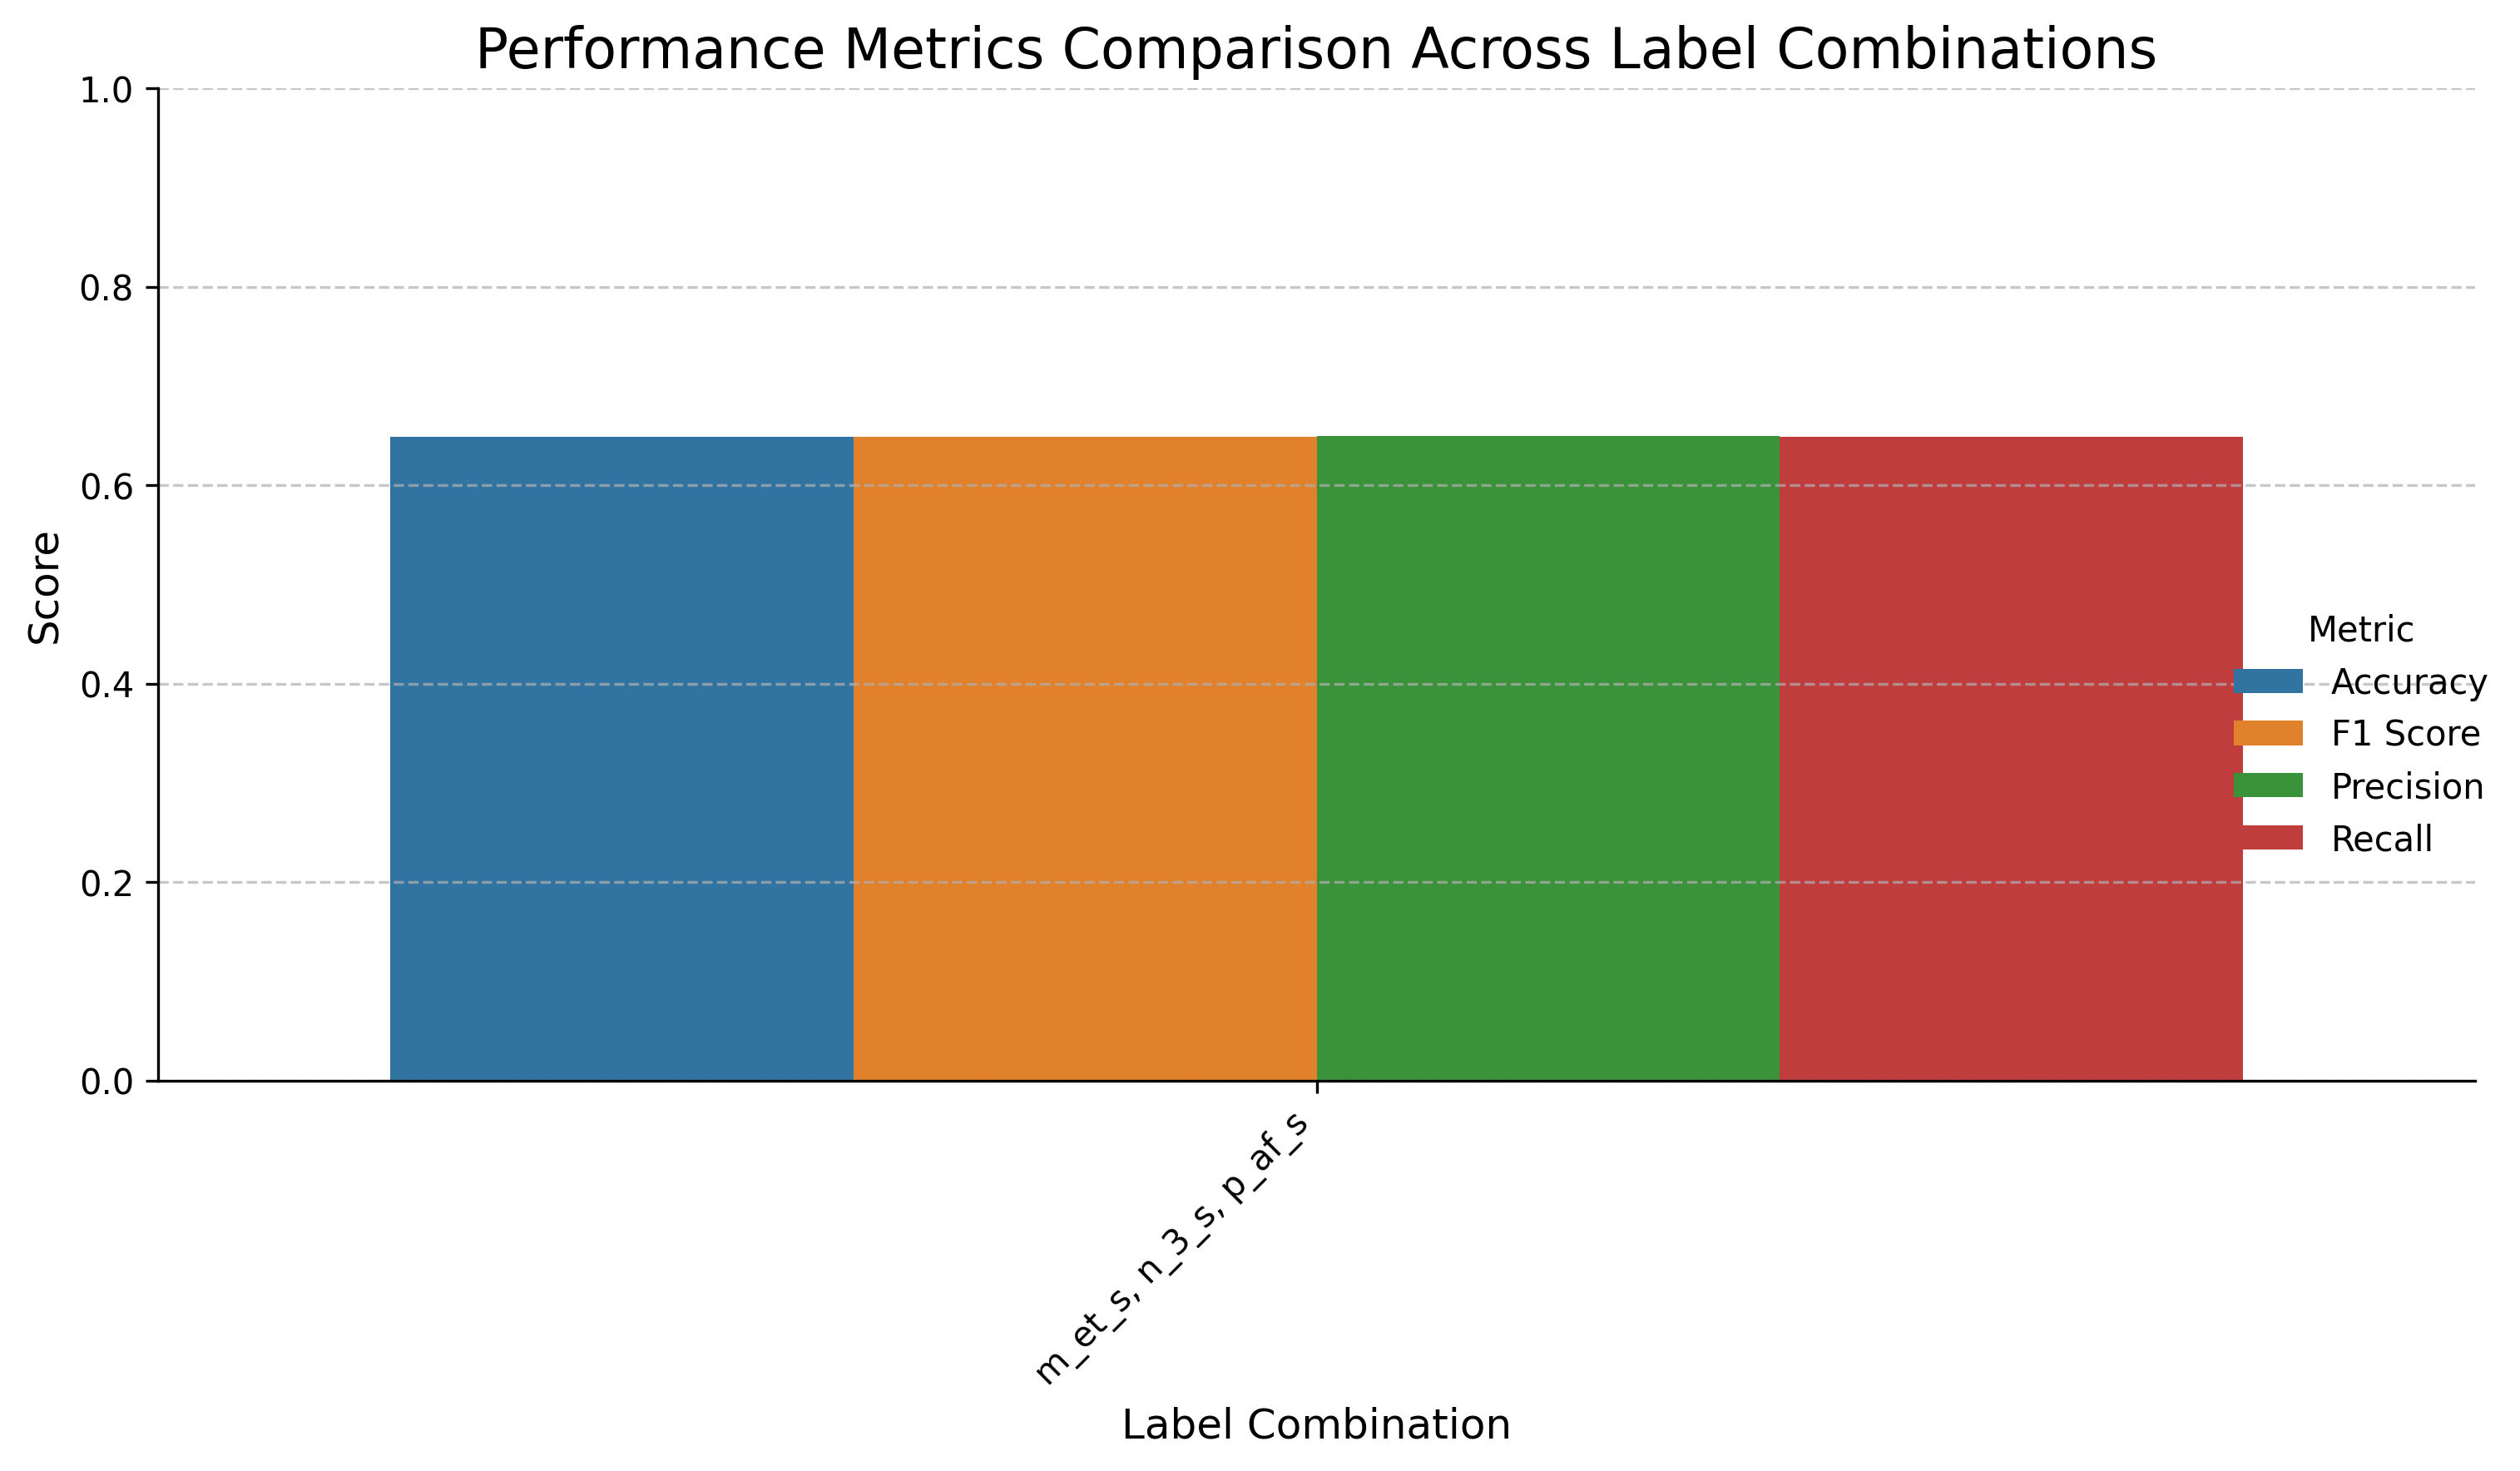 Performance Metrics Comparison Across Label Combinations
1.0
0.8
0.6
0.4
0.2
0.0
Score
Metric
Accuracy
F1 Score
Precision
Recall
m_et_s, n_3_s, p_af_s
Label Combination